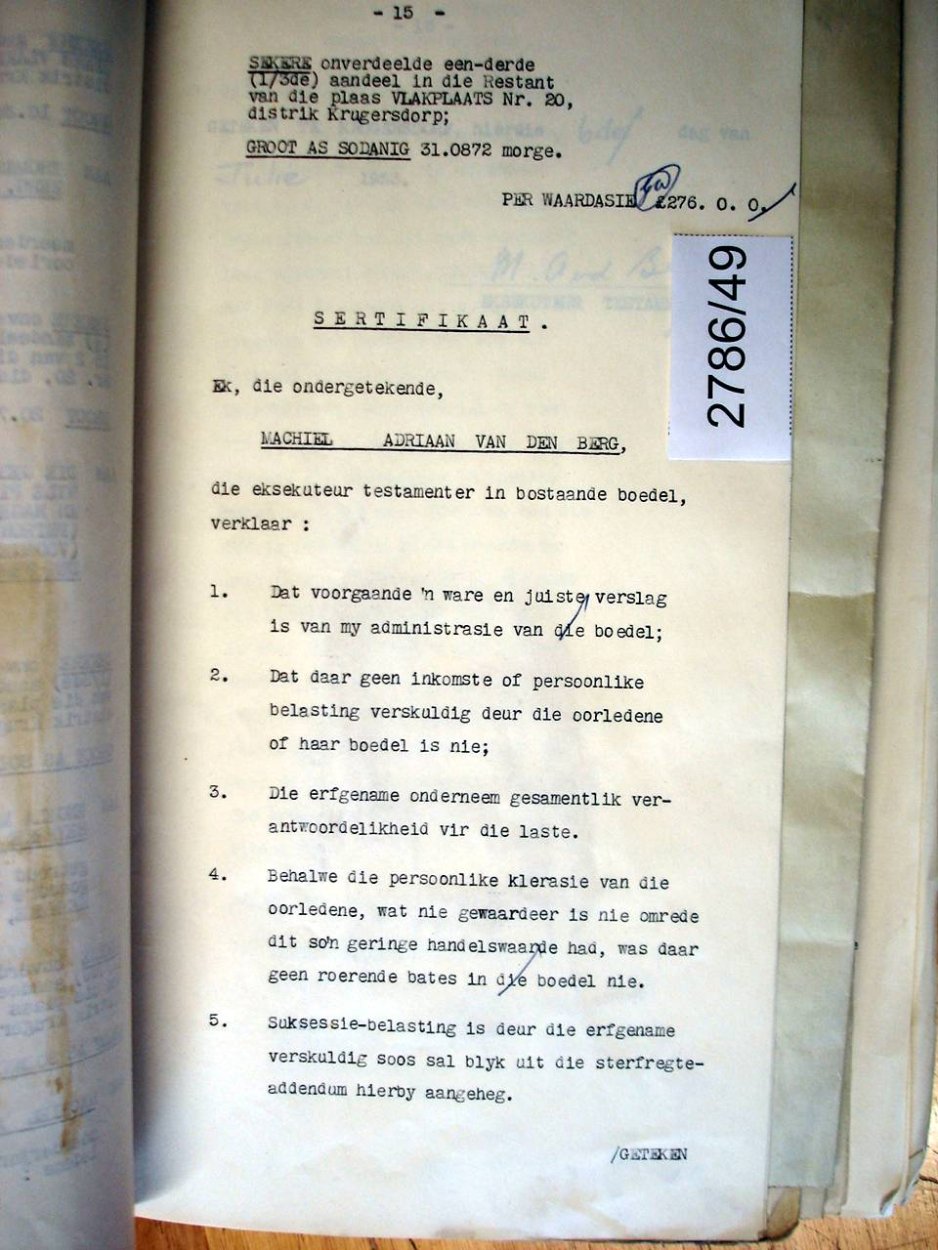 - 15 -
SEKERE onverdeelde een-derde
(1/3de) aandeel in die Restant
van die plaas VLAKPLAATS Nr. 20,
distrik Krugersdorp;
GROOT AS SODANIG 31.0872 morge.
PER WAARDASIE £276. 0. 0.
2786/49
SERTIFIKAAT.
Ek, die ondergetekende,
MACHIEL ADRIAAN VAN DEN BERG,
die eksekuteur testamenter in bostaande boedel,
verklaar :
1. Dat voorgaande 'n ware en juiste verslag
is van my administrasie van die boedel;
2. Dat daar geen inkomste of persoonlike
belasting verskuldig deur die oorledene
of haar boedel is nie;
3. Die erfgename onderneem gesamentlik ver-
antwoordelikheid vir die laste.
4. Behalwe die persoonlike klerasie van die
oorledene, wat nie gewaardeer is nie omrede
dit so'n geringe handelswaarde had, was daar
geen roerende bates in die boedel nie.
5. Suksessie-belasting is deur die erfgename
verskuldig soos sal blyk uit die sterfregte-
addendum hierby aangeheg.
/GETEKEN